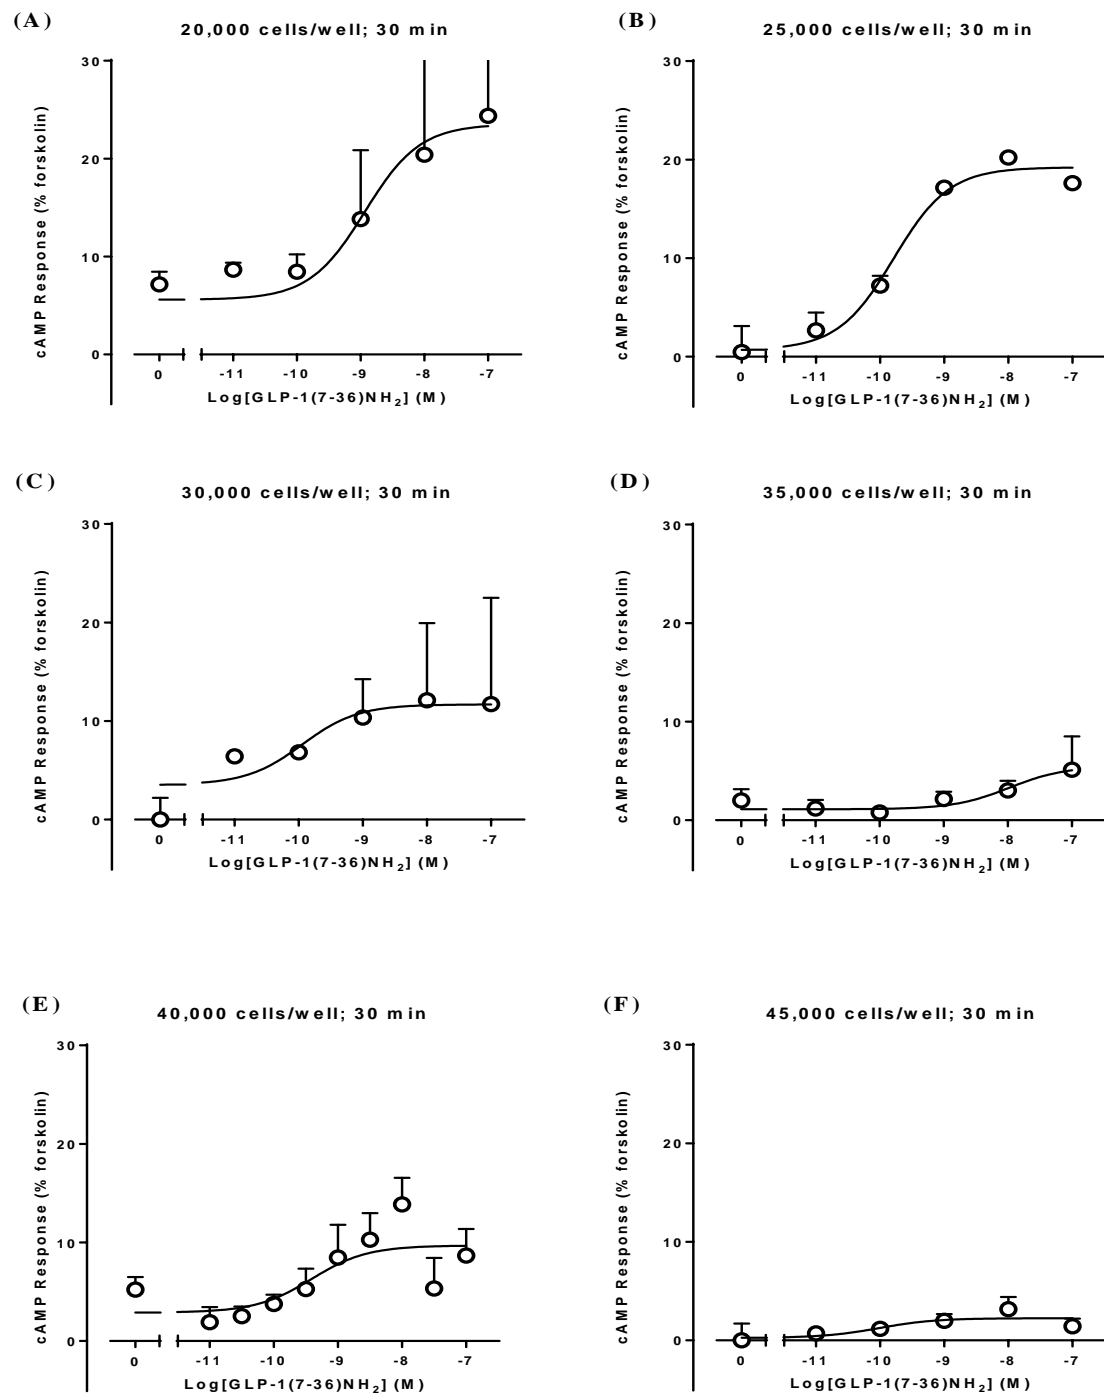 (A)
20,000 cells/well; 30 min
cAMP Response (% forskolin)
30
20
10
0
0 -11 -10 -9 -8 -7
Log[GLP-1(7-36)NH₂] (M)
(B)
25,000 cells/well; 30 min
cAMP Response (% forskolin)
30
20
10
0
0 -11 -10 -9 -8 -7
Log[GLP-1(7-36)NH₂] (M)
(C)
30,000 cells/well; 30 min
cAMP Response (% forskolin)
30
20
10
0
0 -11 -10 -9 -8 -7
Log[GLP-1(7-36)NH₂] (M)
(D)
35,000 cells/well; 30 min
cAMP Response (% forskolin)
30
20
10
0
0 -11 -10 -9 -8 -7
Log[GLP-1(7-36)NH₂] (M)
(E)
40,000 cells/well; 30 min
cAMP Response (% forskolin)
30
20
10
0
0 -11 -10 -9 -8 -7
Log[GLP-1(7-36)NH₂] (M)
(F)
45,000 cells/well; 30 min
cAMP Response (% forskolin)
30
20
10
0
0 -11 -10 -9 -8 -7
Log[GLP-1(7-36)NH₂] (M)